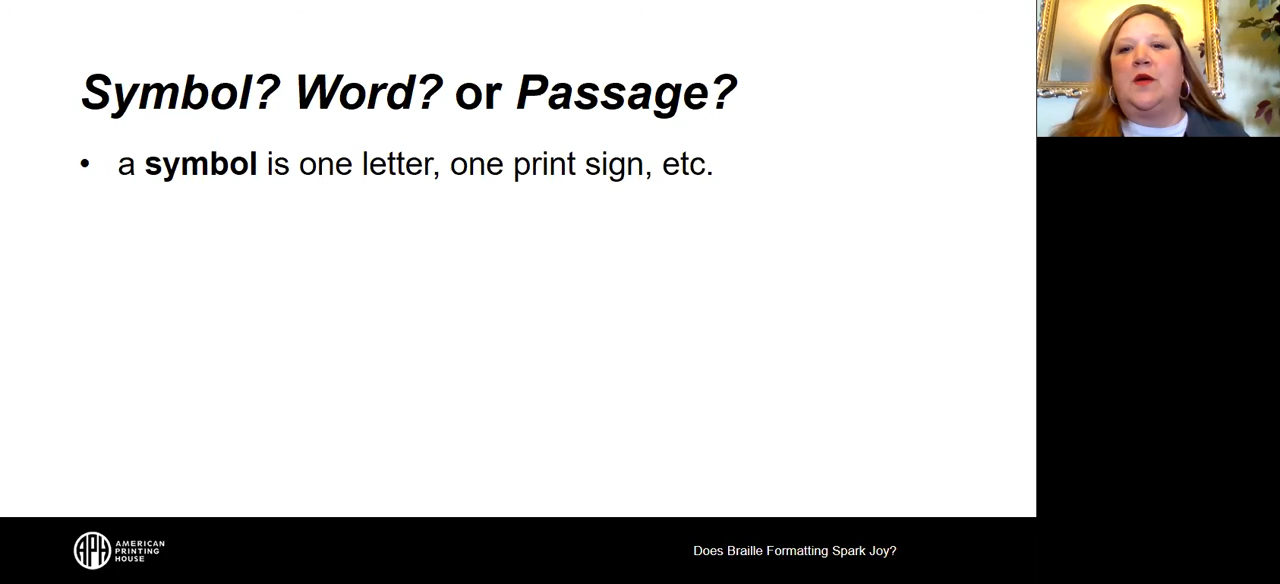 Symbol? Word? or Passage?
• a symbol is one letter, one print sign, etc.
APH
AMERICAN
PRINTING
HOUSE
Does Braille Formatting Spark Joy?